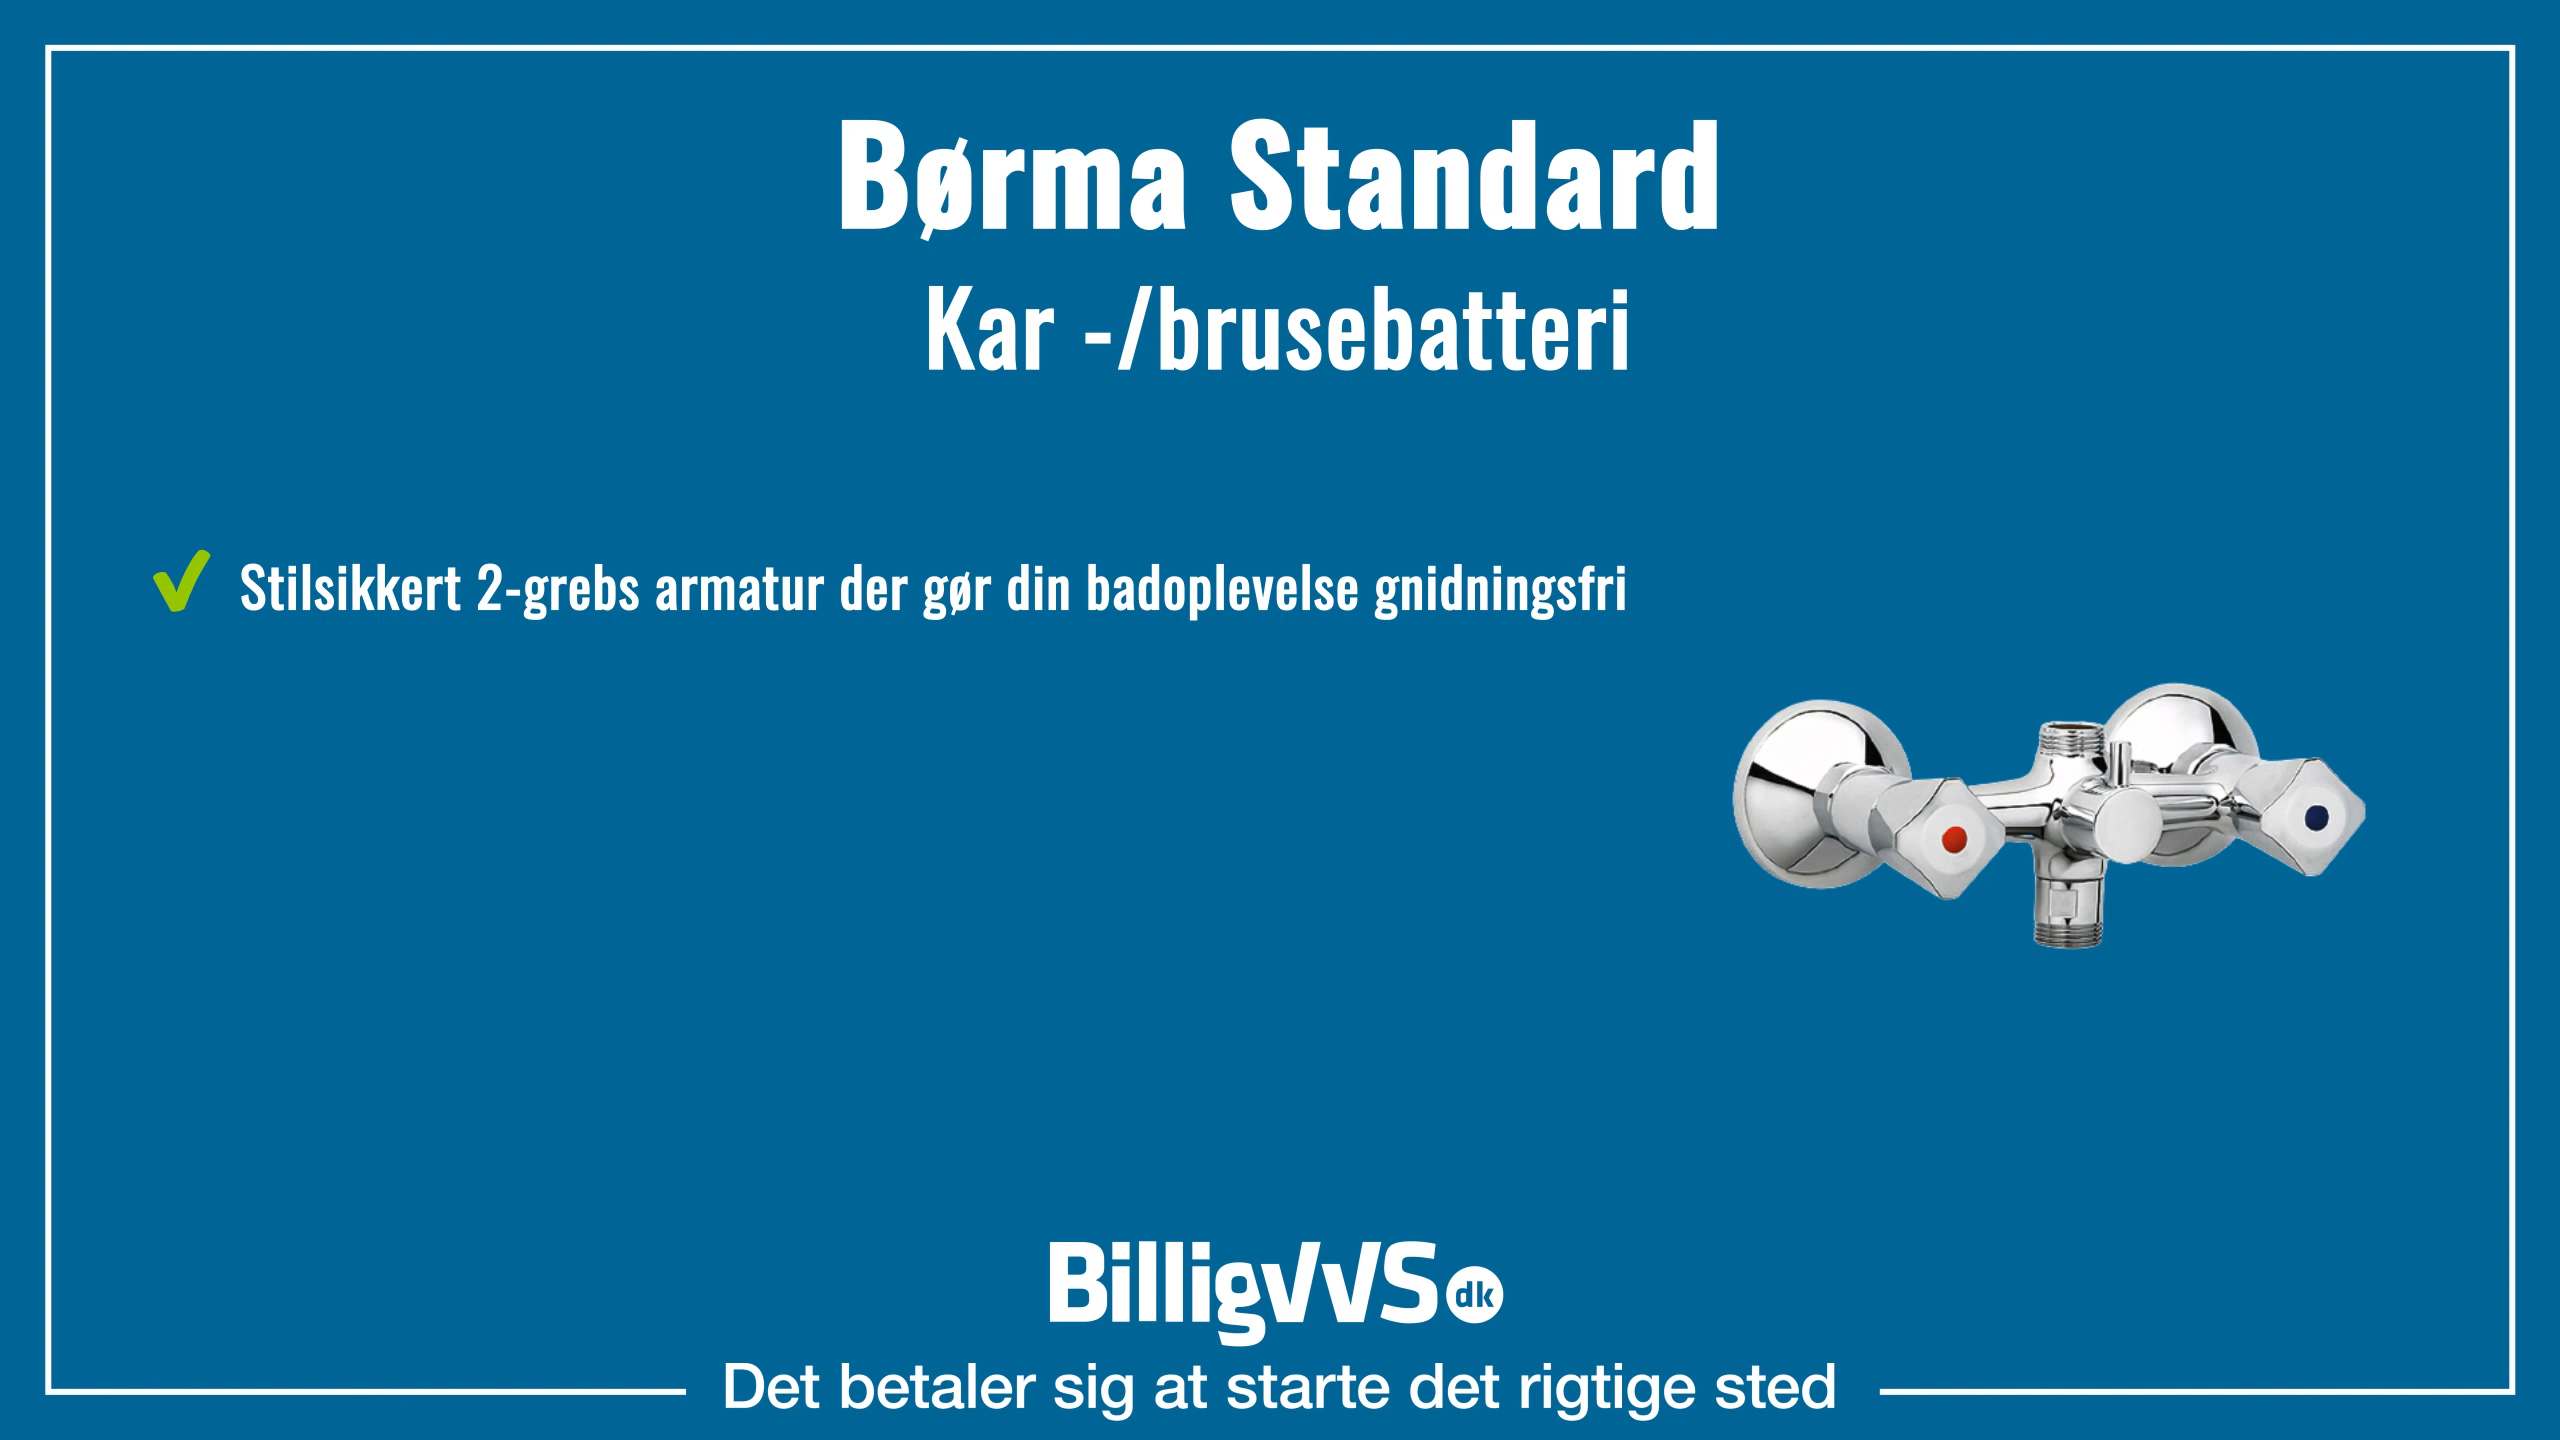 Børma Standard
Kar -/brusebatteri
Stilsikkert 2-grebs armatur der gør din badoplevelse gnidningsfri
BilligVVS dk
Det betaler sig at starte det rigtige sted